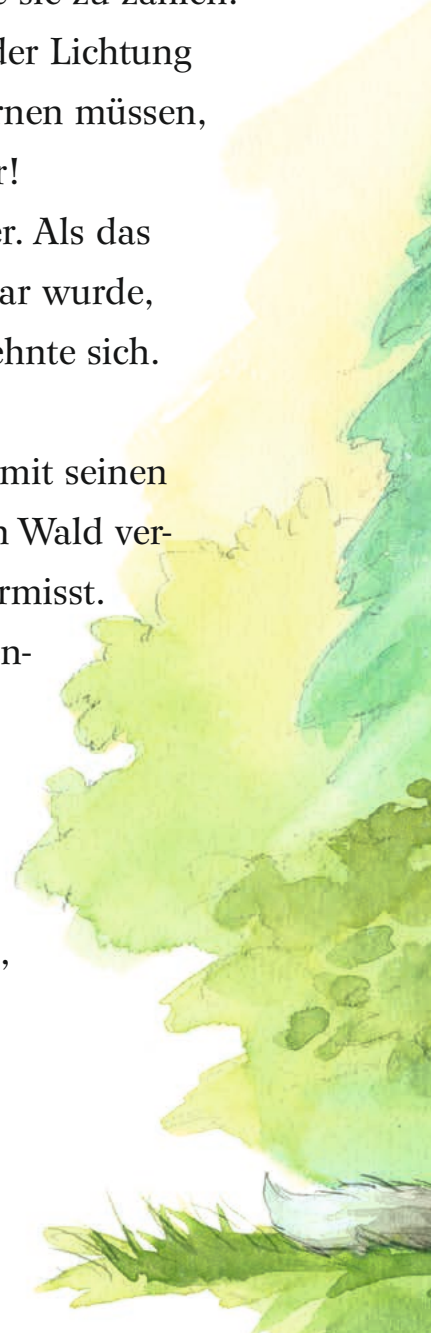 sie zu zählen.
der Lichtung
rnen müssen,
r!
er. Als das
ar wurde,
ehnte sich.
mit seinen
n Wald ver-
rmisst.
n-
,